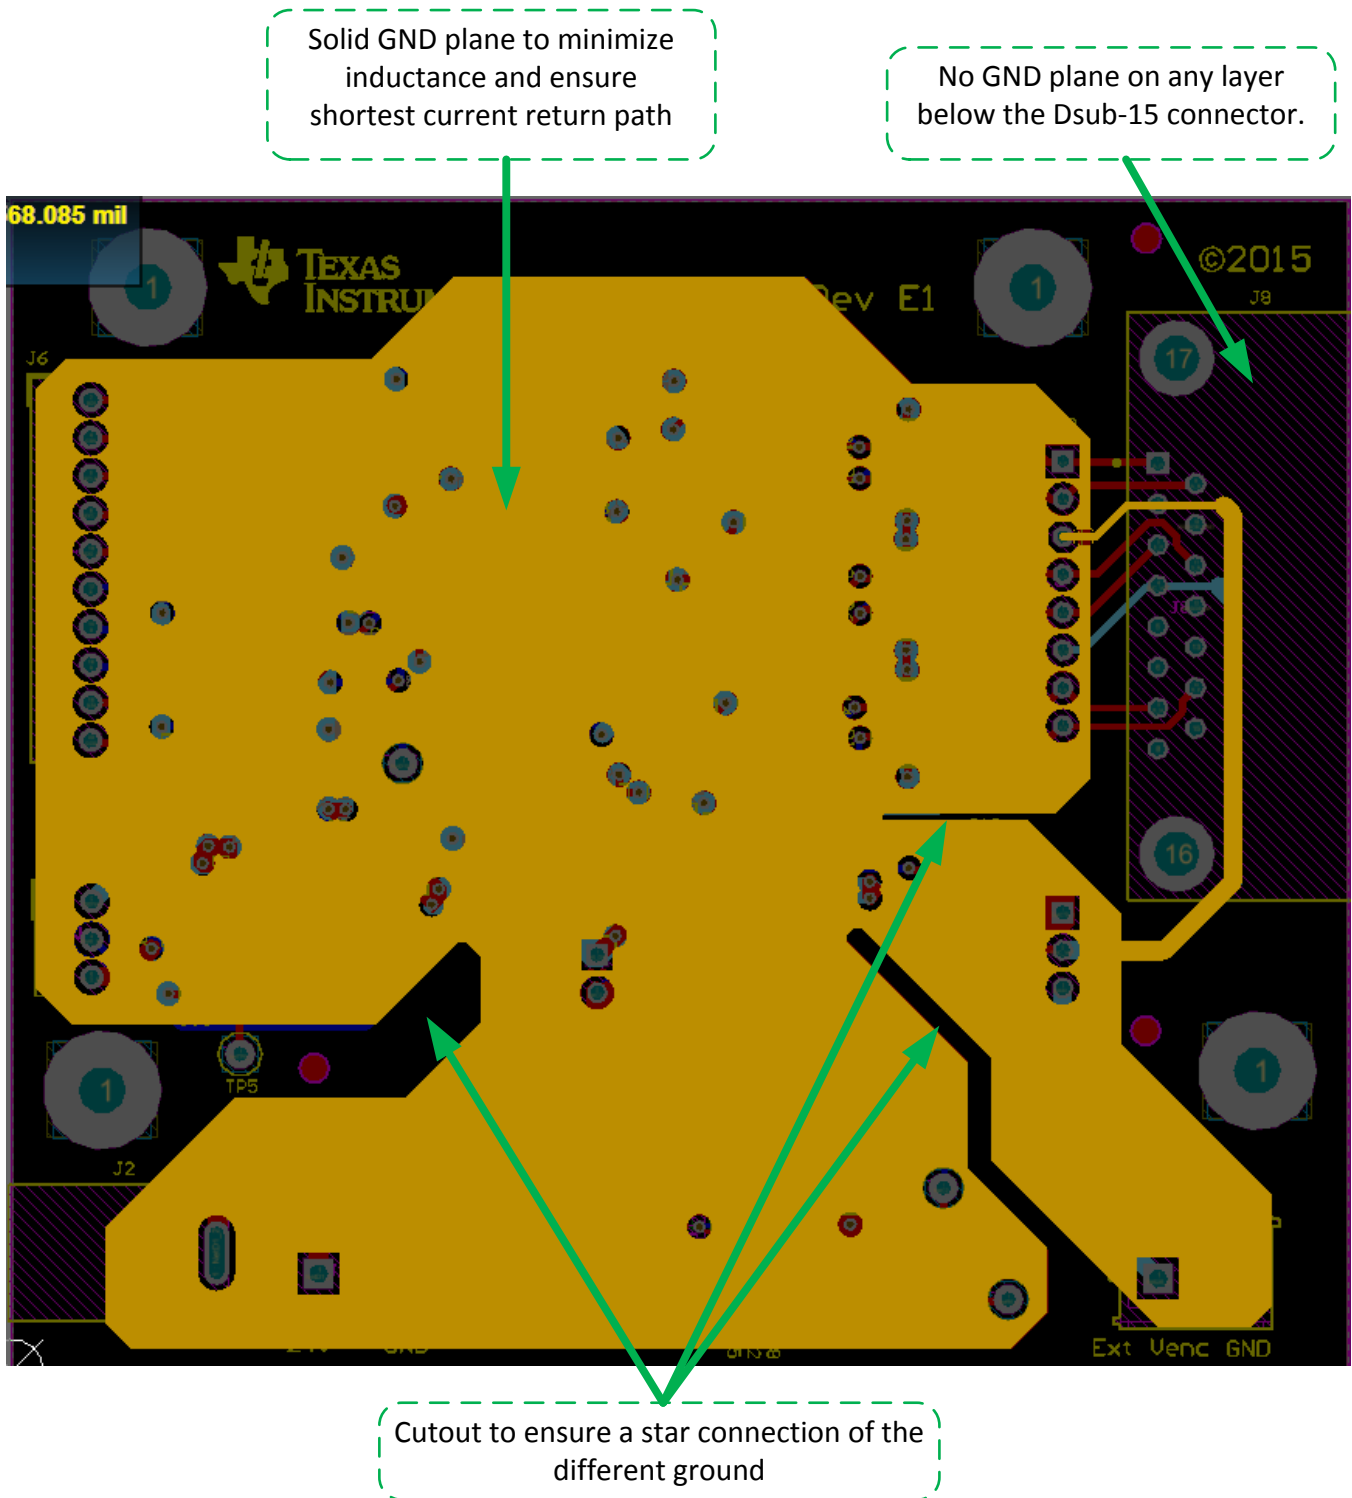 Solid GND plane to minimize
inductance and ensure
shortest current return path
No GND plane on any layer
below the Dsub-15 connector.
68.085 mil
TEXAS
INSTRU
Rev E1
©2015
J8
J6
1
1
17
16
TP5
1
1
J2
Ext Venc GND
Cutout to ensure a star connection of the
different ground